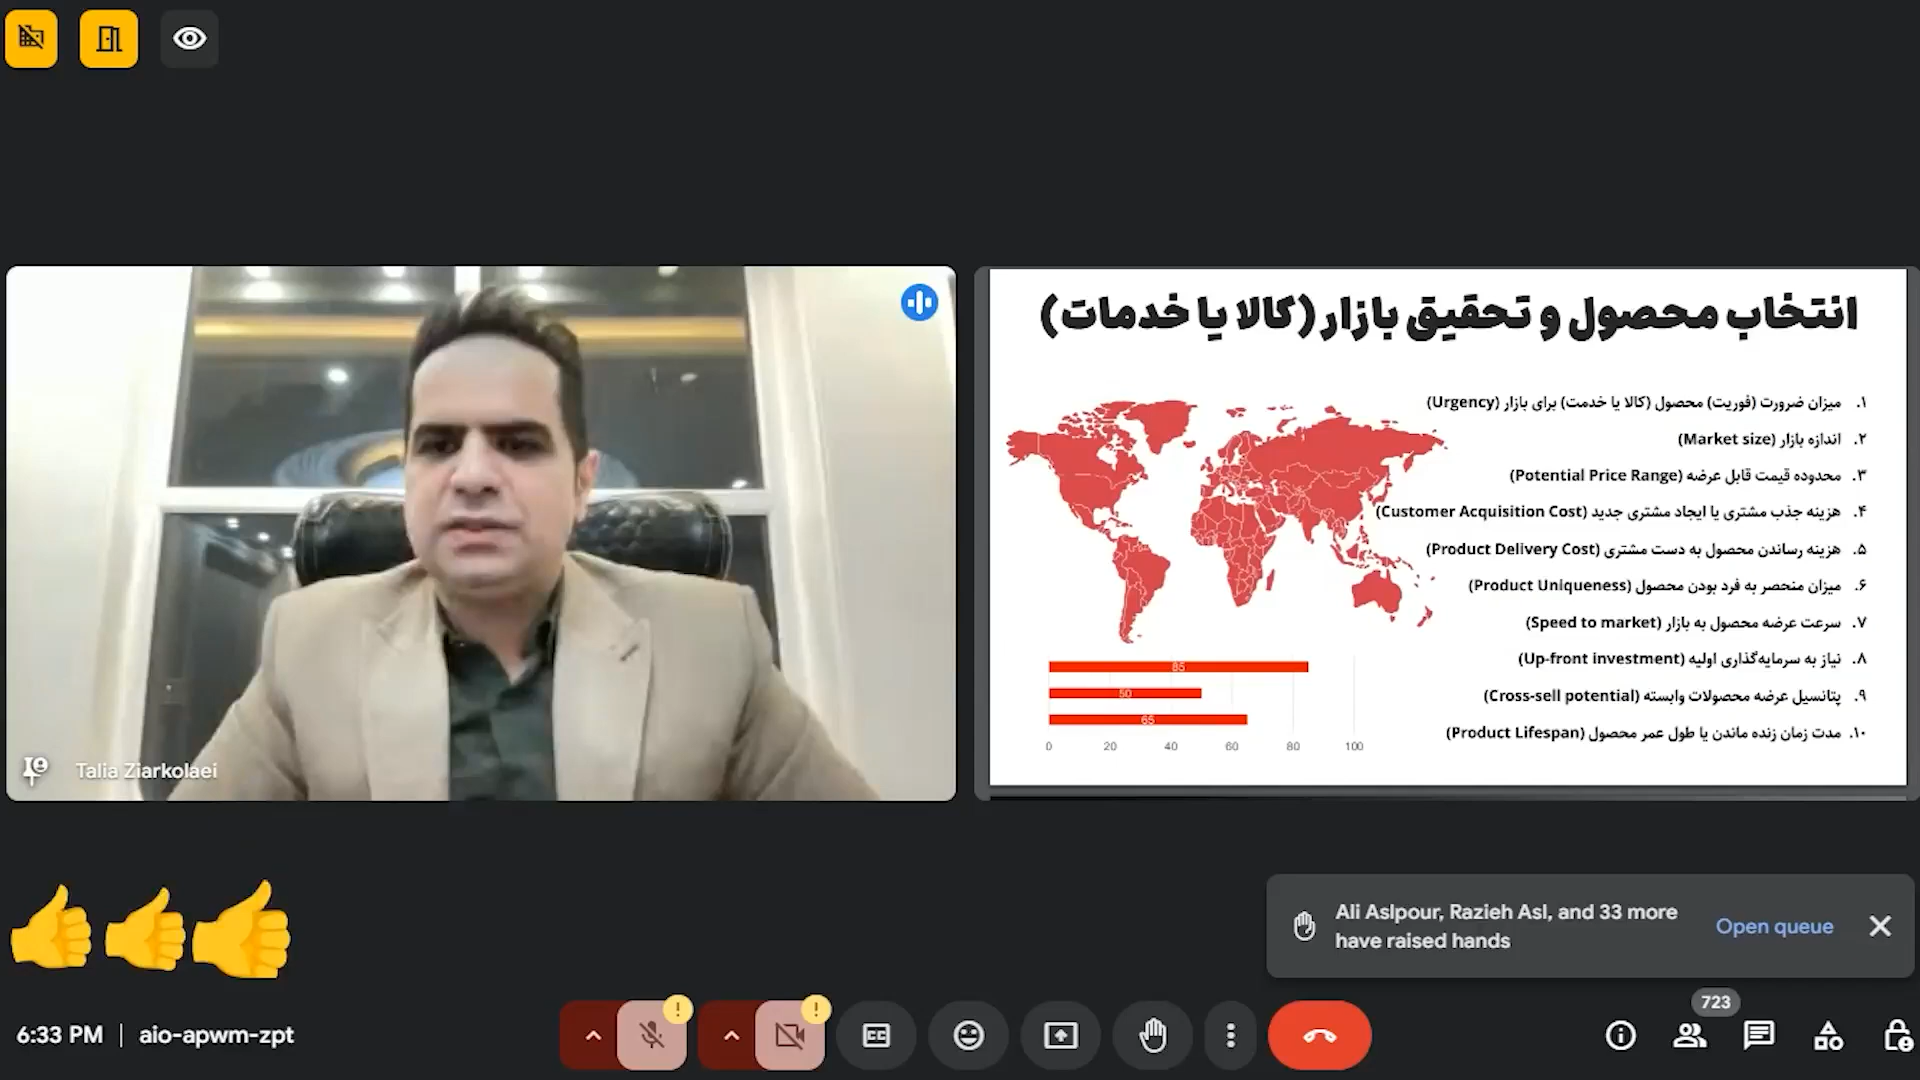 انتخاب محصول و تحقیق بازار (کالا یا خدمات)
۱. میزان ضرورت (فوریت) محصول (کالا یا خدمت) برای بازار (Urgency)
۲. اندازه بازار (Market size)
۳. محدوده قیمت قابل عرضه (Potential Price Range)
۴. هزینه جذب مشتری یا ایجاد مشتری جدید (Customer Acquisition Cost)
۵. هزینه رساندن محصول به دست مشتری (Product Delivery Cost)
۶. میزان منحصر به فرد بودن محصول (Product Uniqueness)
۷. سرعت عرضه محصول به بازار (Speed to market)
۸. نیاز به سرمایه‌گذاری اولیه (Up-front investment)
۹. پتانسیل عرضه محصولات وابسته (Cross-sell potential)
۱۰. مدت زمان زنده ماندن یا طول عمر محصول (Product Lifespan)
85
50
65
0 20 40 60 80 100
Talia Ziarkolaei
Ali Aslpour, Razieh Asl, and 33 more
have raised hands
Open queue
723
6:33 PM | aio-apwm-zpt
CC